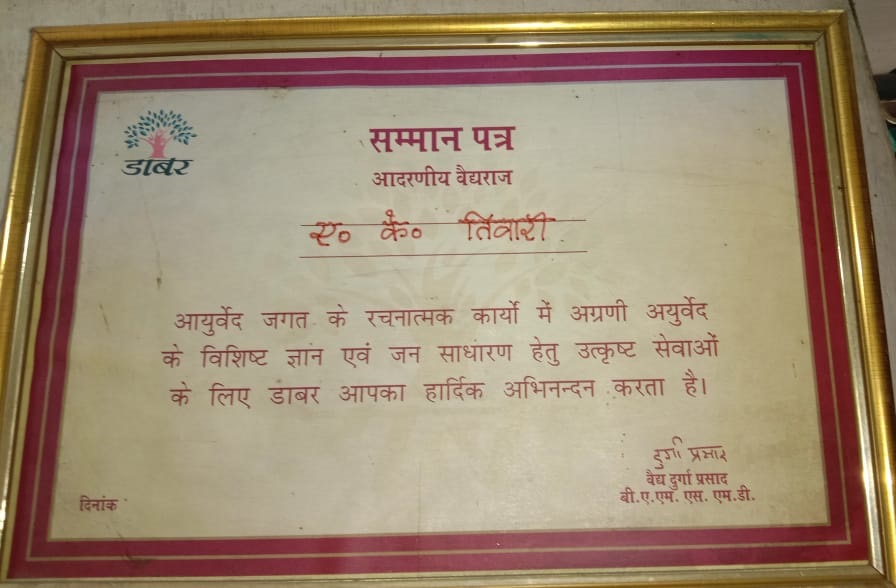 डाबर
सम्मान पत्र
आदरणीय वैद्यराज
ए० के० तिवारी
आयुर्वेद जगत के रचनात्मक कार्यो में अग्रणी अयुर्वेद
के विशिष्ट ज्ञान एवं जन साधारण हेतु उत्कृष्ट सेवाओं
के लिए डाबर आपका हार्दिक अभिनन्दन करता है।
दुर्गा प्रसाद
वैद्य दुर्गा प्रसाद
बी.ए.एम. एस. एम.डी.
दिनांक